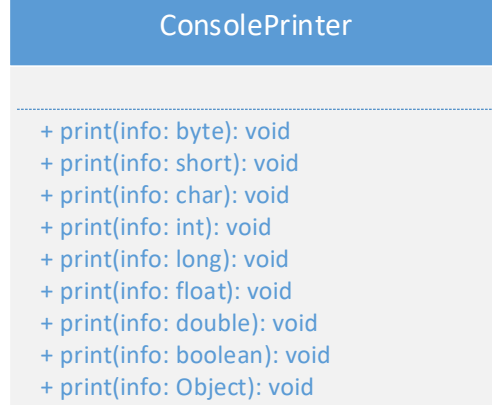 ConsolePrinter
+ print(info: byte): void
+ print(info: short): void
+ print(info: char): void
+ print(info: int): void
+ print(info: long): void
+ print(info: float): void
+ print(info: double): void
+ print(info: boolean): void
+ print(info: Object): void